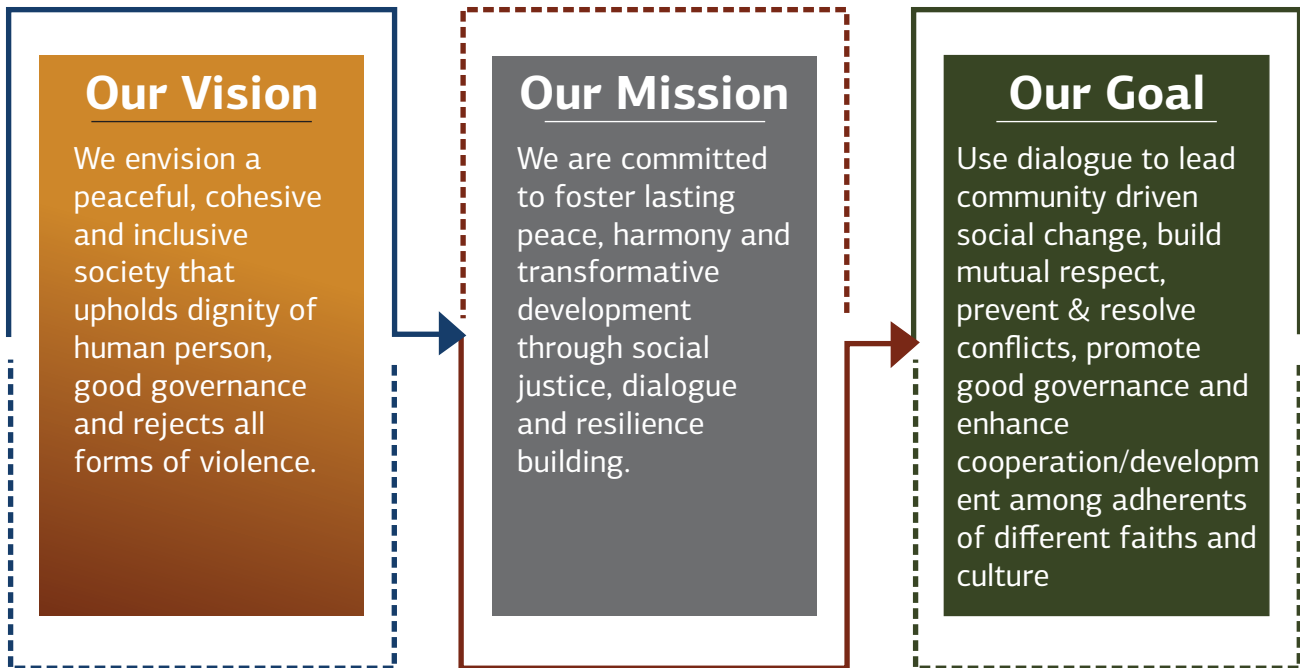 Our Vision
We envision a
peaceful, cohesive
and inclusive
society that
upholds dignity of
human person,
good governance
and rejects all
forms of violence.
Our Mission
We are committed
to foster lasting
peace, harmony and
transformative
development
through social
justice, dialogue
and resilience
building.
Our Goal
Use dialogue to lead
community driven
social change, build
mutual respect,
prevent & resolve
conflicts, promote
good governance and
enhance
cooperation/developm
ent among adherents
of different faiths and
culture